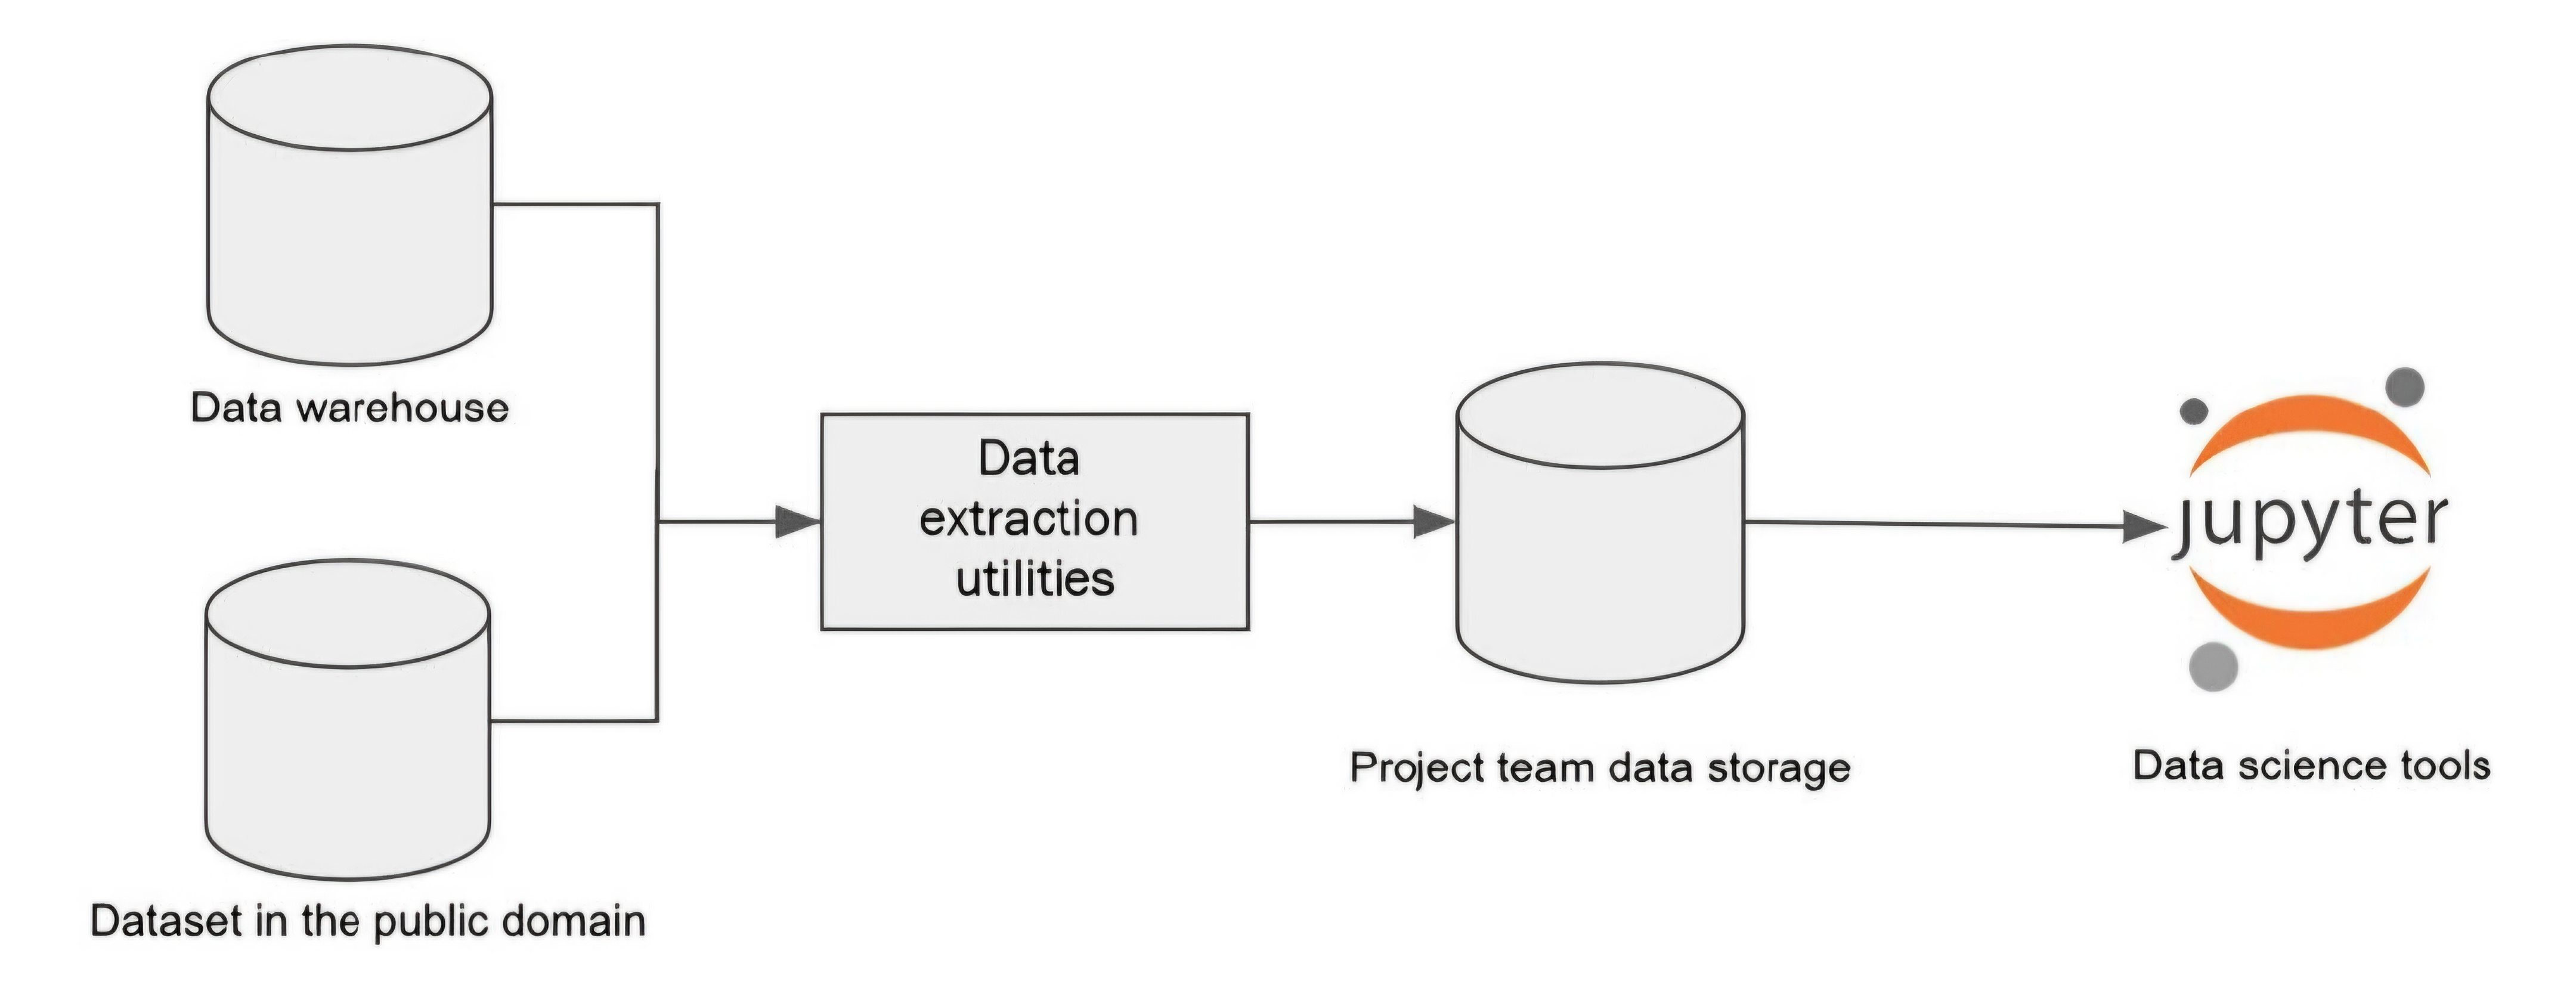 Data warehouse
Dataset in the public domain
Data
extraction
utilities
Project team data storage
jupyter
Data science tools